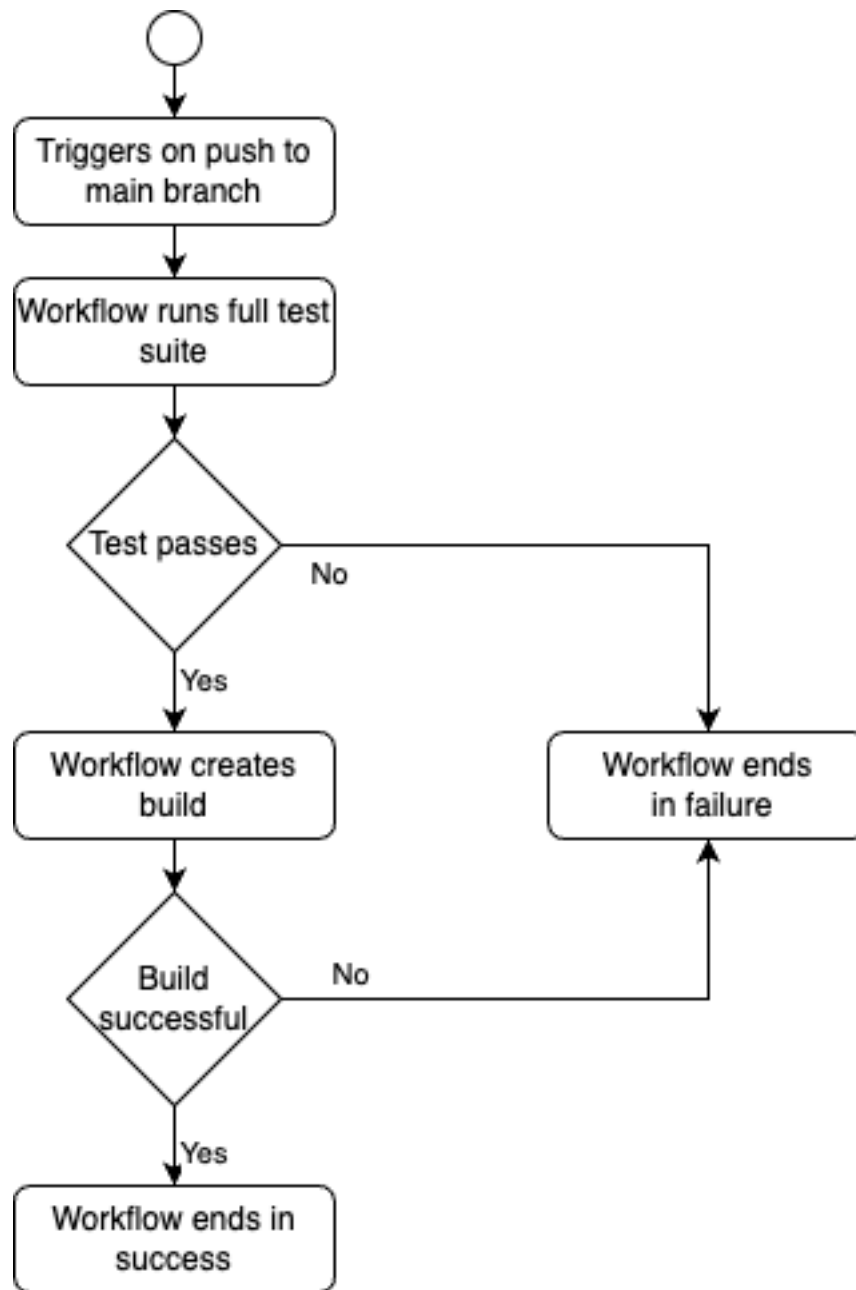 Triggers on push to
main branch
Workflow runs full test
suite
Test passes
No
Yes
Workflow creates
build
Workflow ends
in failure
Build
successful
No
Yes
Workflow ends in
success